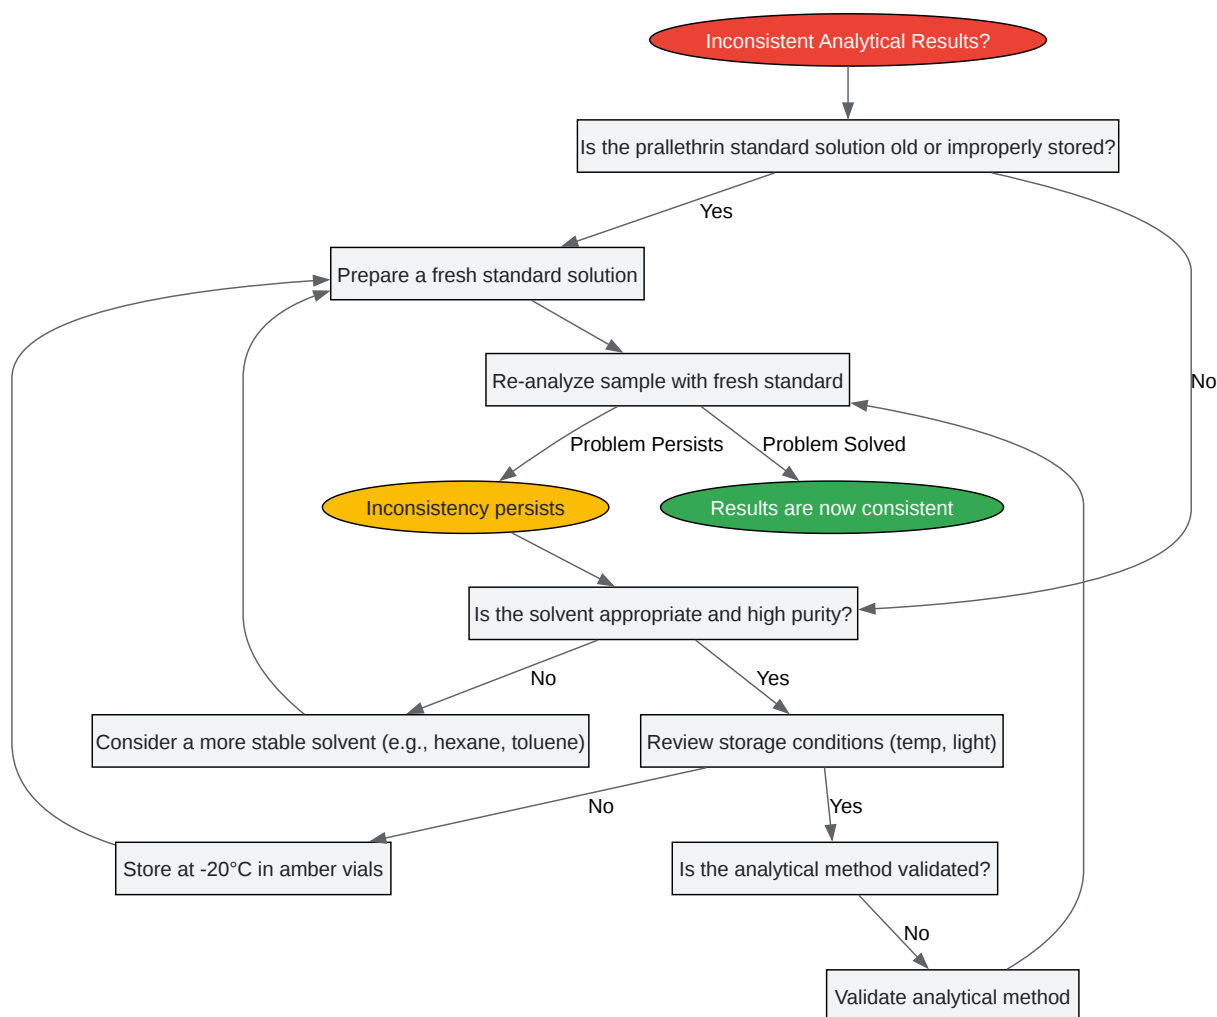 Inconsistent Analytical Results?
Is the prallethrin standard solution old or improperly stored?
Yes
Prepare a fresh standard solution
Re-analyze sample with fresh standard
No
Problem Persists
Problem Solved
Inconsistency persists
Results are now consistent
Is the solvent appropriate and high purity?
No
Yes
Consider a more stable solvent (e.g., hexane, toluene)
Review storage conditions (temp, light)
No
Yes
Store at -20°C in amber vials
Is the analytical method validated?
No
Validate analytical method